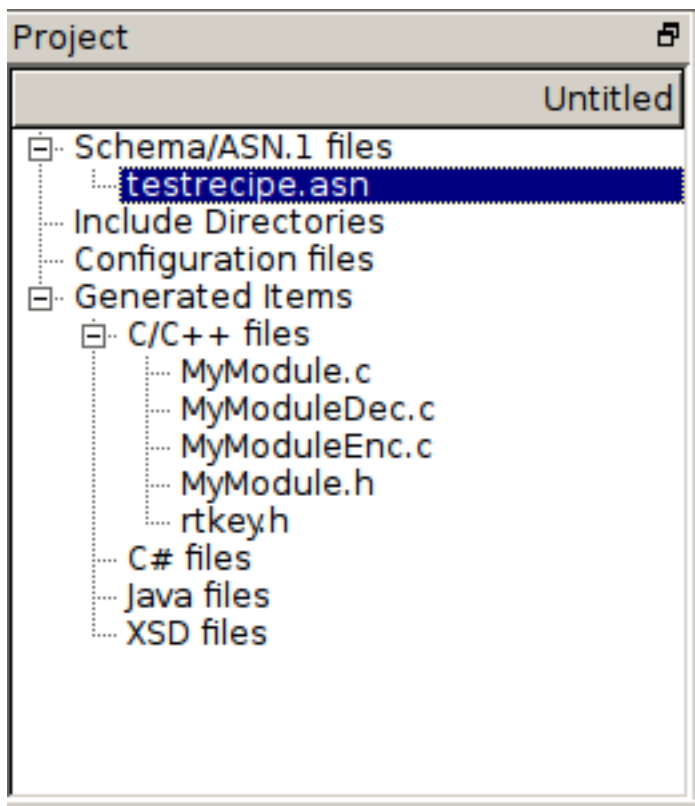 Project
Untitled
Schema/ASN.1 files
testrecipe.asn
Include Directories
Configuration files
Generated Items
C/C++ files
MyModule.c
MyModuleDec.c
MyModuleEnc.c
MyModule.h
rtkey.h
C# files
Java files
XSD files